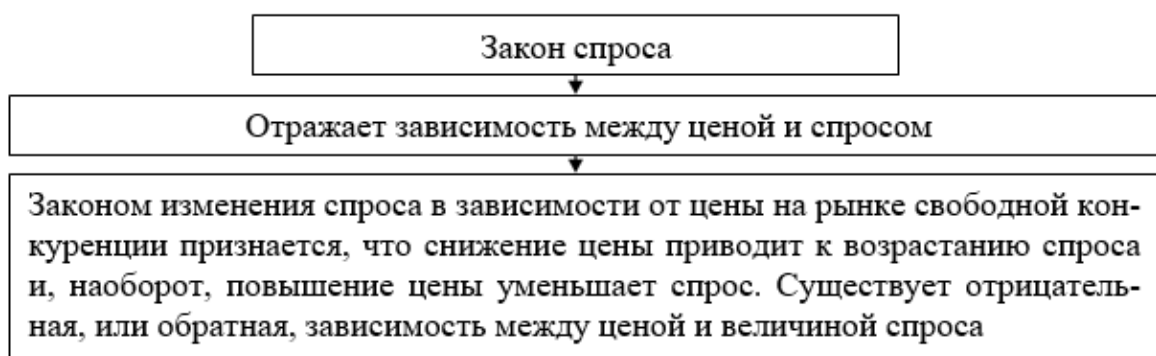 Закон спроса
Отражает зависимость между ценой и спросом
Законом изменения спроса в зависимости от цены на рынке свободной кон-
куренции признается, что снижение цены приводит к возрастанию спроса
и, наоборот, повышение цены уменьшает спрос. Существует отрицатель-
ная, или обратная, зависимость между ценой и величиной спроса